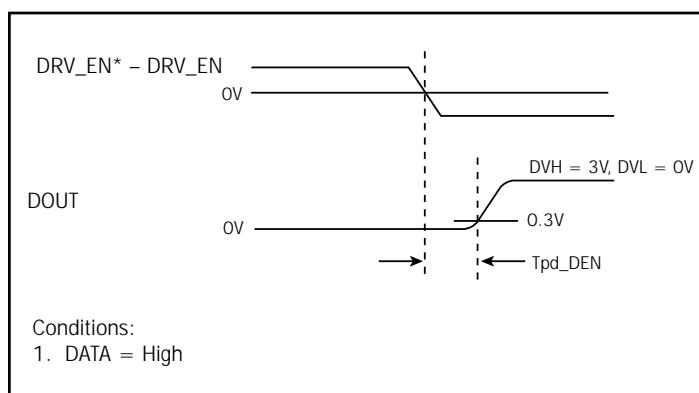 DRV_EN* – DRV_EN
0V
DVH = 3V, DVL = 0V
DOUT
0.3V
0V
Tpd_DEN
Conditions:
1. DATA = High